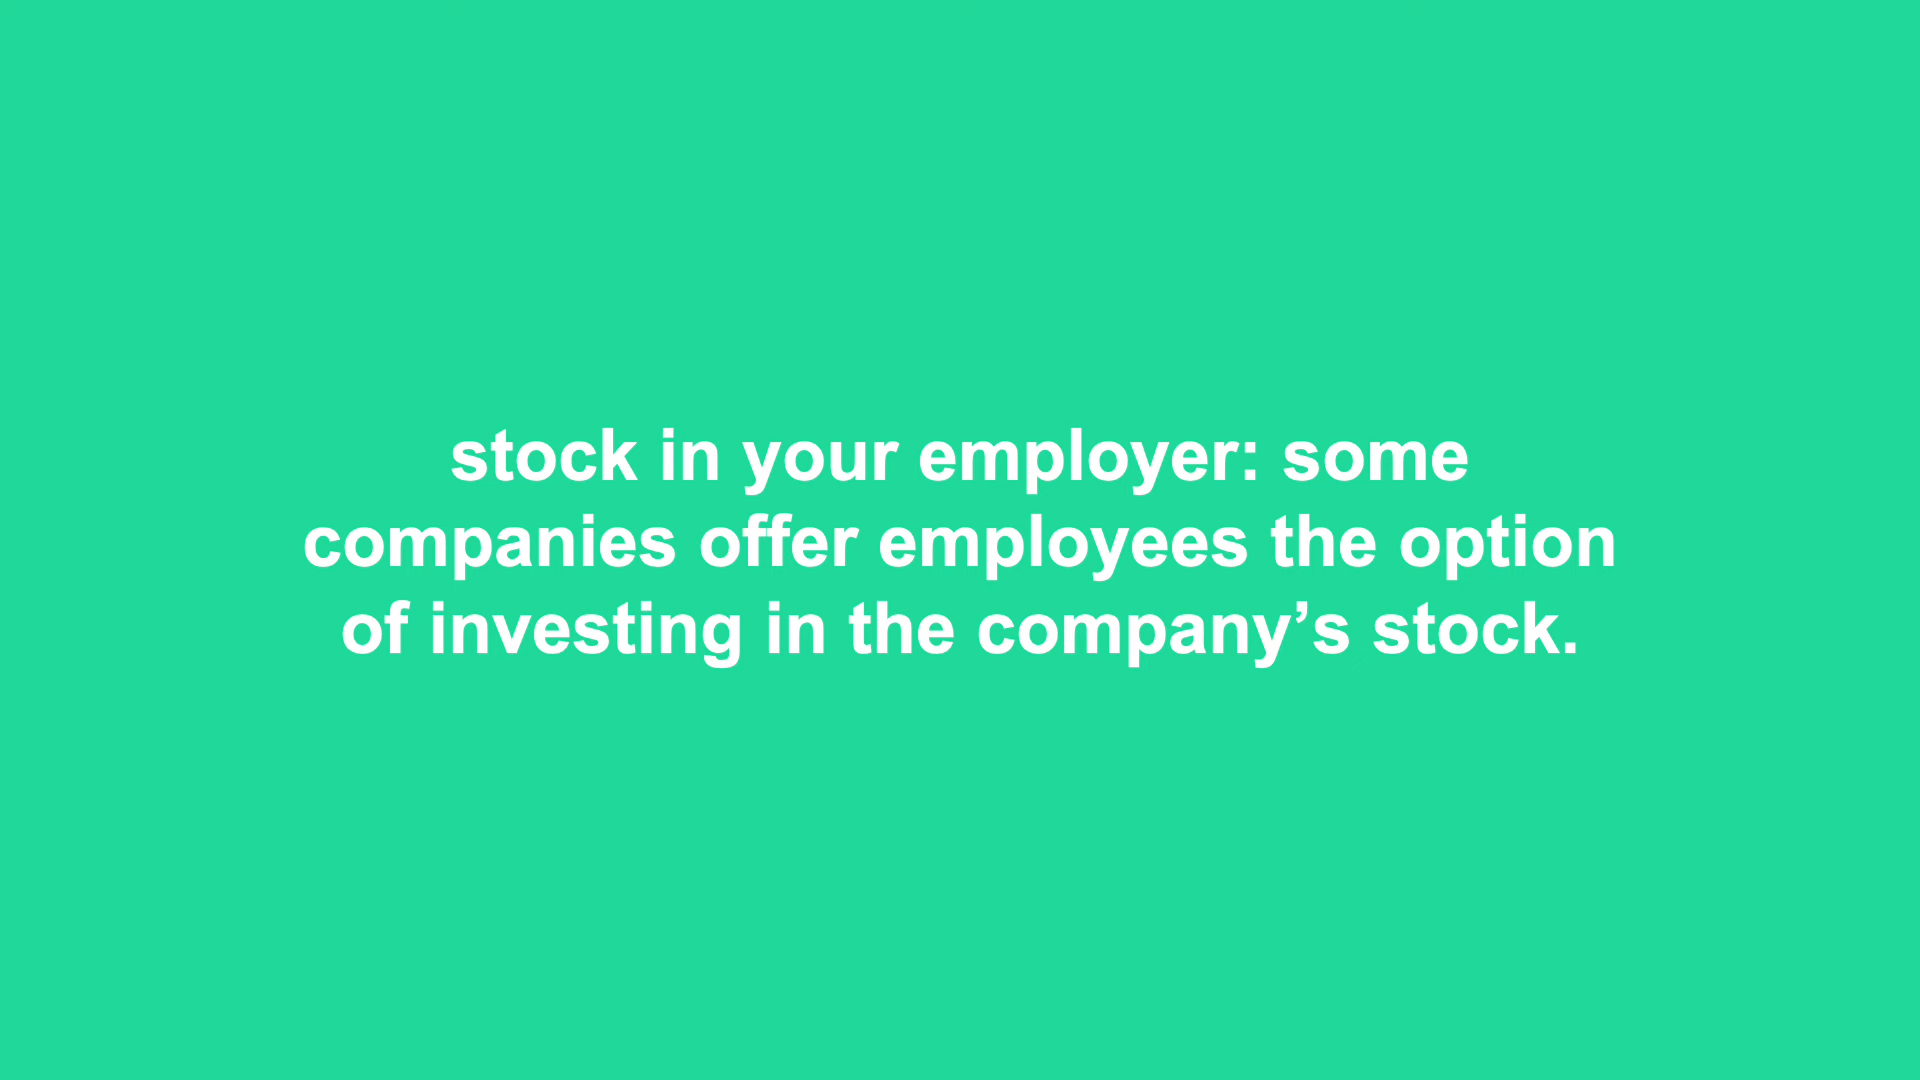 stock in your employer: some
companies offer employees the option
of investing in the company’s stock.